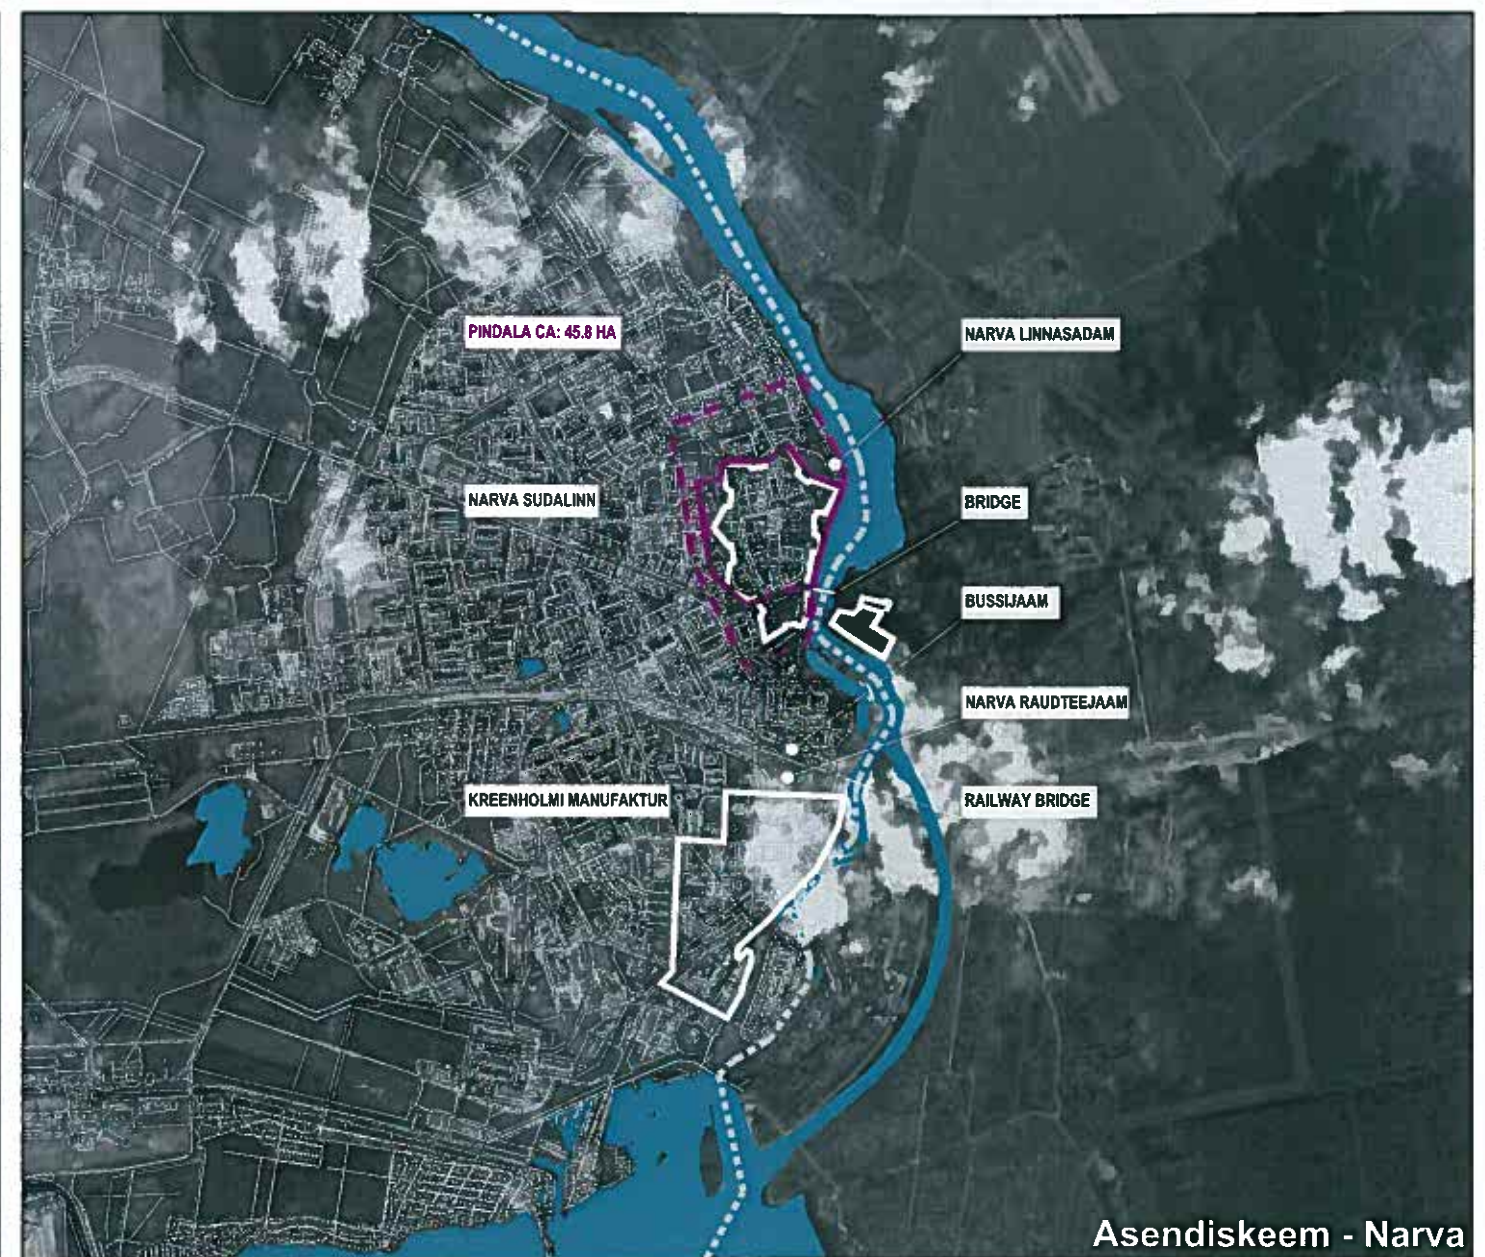 PINDALA CA: 45.8 HA
NARVA LINNASADAM
NARVA SUDALINN
BRIDGE
BUSSIJAAM
NARVA RAUDTEEJAAM
KREENHOLMI MANUFAKTUR
RAILWAY BRIDGE
Asendiskeem - Narva